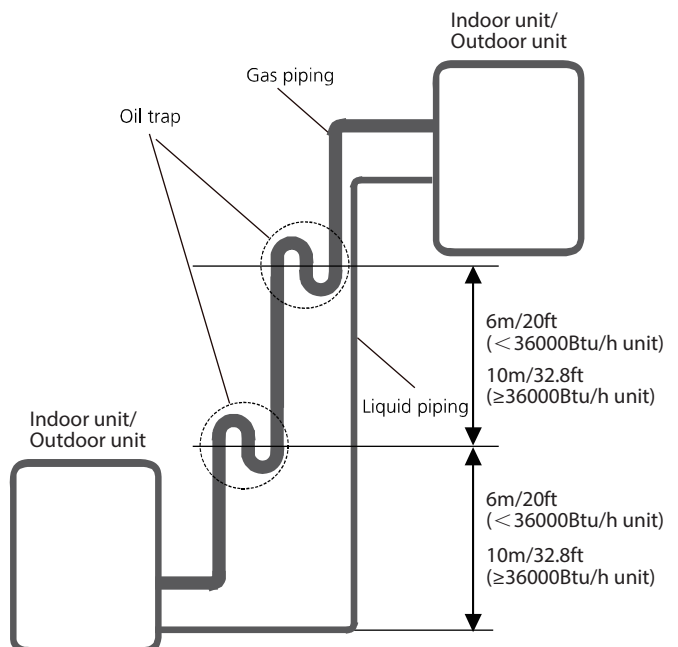 Indoor unit/
Outdoor unit
Gas piping
Oil trap
6m/20ft
(<36000Btu/h unit)
10m/32.8ft
(≥36000Btu/h unit)
Liquid piping
Indoor unit/
Outdoor unit
6m/20ft
(<36000Btu/h unit)
10m/32.8ft
(≥36000Btu/h unit)